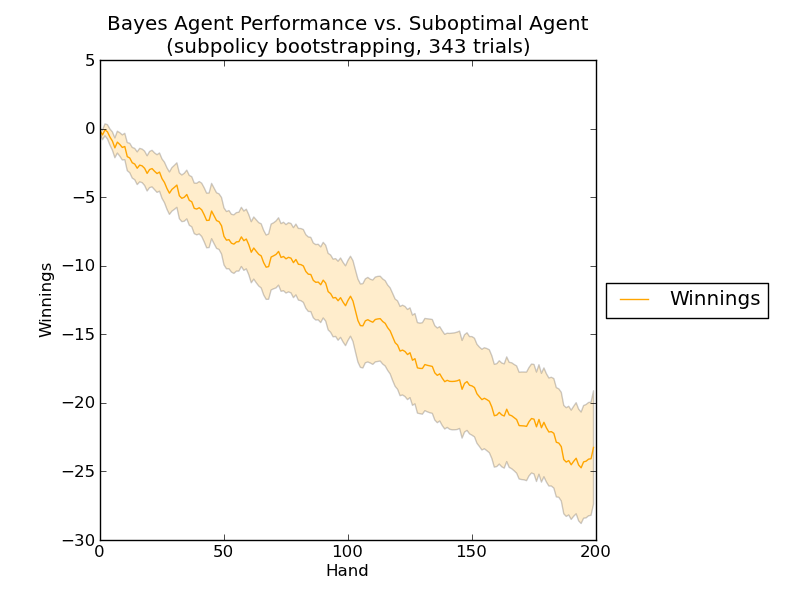 Bayes Agent Performance vs. Suboptimal Agent
(subpolicy bootstrapping, 343 trials)
5
0
−5
−10
−15
−20
−25
−30
Winnings
0
50
100
150
200
Hand
Winnings